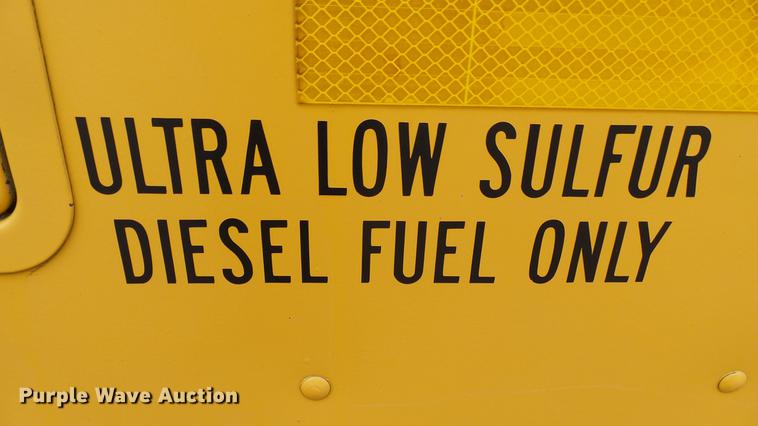 ULTRA LOW SULFUR
DIESEL FUEL ONLY
Purple Wave Auction